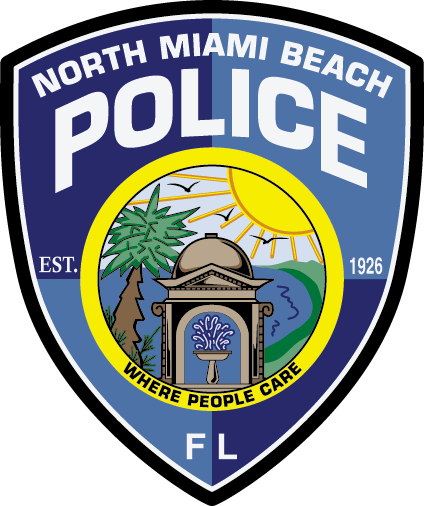 NORTH MIAMI BEACH
POLICE
EST. 1926
WHERE PEOPLE CARE
FL